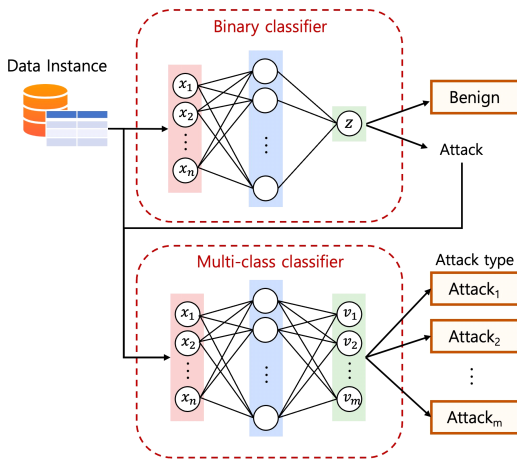 Binary classifier
Data Instance
x₁
x₂
⋮
xₙ
⋮
z
Benign
Attack
Multi-class classifier
Attack type
x₁
x₂
⋮
xₙ
⋮
v₁
v₂
⋮
vₘ
Attack₁
Attack₂
⋮
Attackₘ